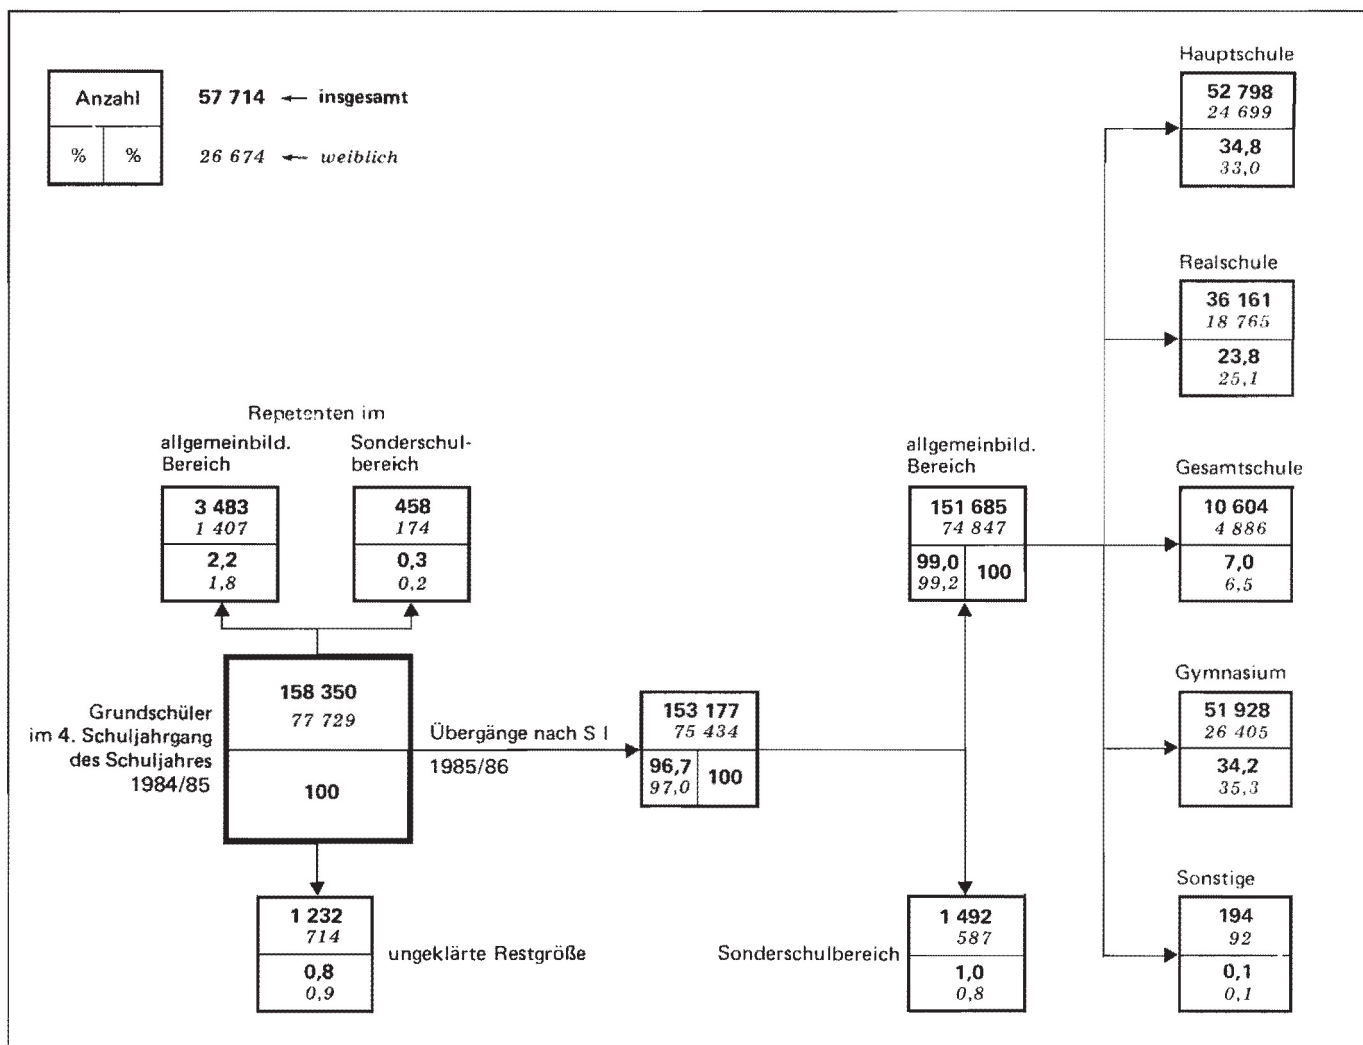 Anzahl
% %
57 714 ← insgesamt
26 674 ← weiblich
Hauptschule
52 798
24 699
34,8
33,0
Realschule
36 161
18 765
23,8
25,1
Repetenten im
allgemeinbild.
Bereich
3 483
1 407
2,2
1,8
Sonderschul-
bereich
458
174
0,3
0,2
allgemeinbild.
Bereich
151 685
74 847
99,0
99,2
100
Gesamtschule
10 604
4 886
7,0
6,5
Grundschüler
im 4. Schuljahrgang
des Schuljahres
1984/85
158 350
77 729
100
Übergänge nach S I
1985/86
153 177
75 434
96,7
97,0
100
Gymnasium
51 928
26 405
34,2
35,3
1 232
714
0,8
0,9
ungeklärte Restgröße
Sonderschulbereich
1 492
587
1,0
0,8
Sonstige
194
92
0,1
0,1